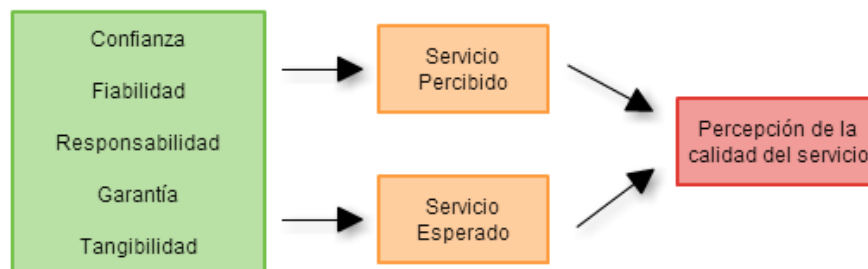 Confianza
Fiabilidad
Responsabilidad
Garantía
Tangibilidad
Servicio
Percibido
Servicio
Esperado
Percepción de la
calidad del servicio